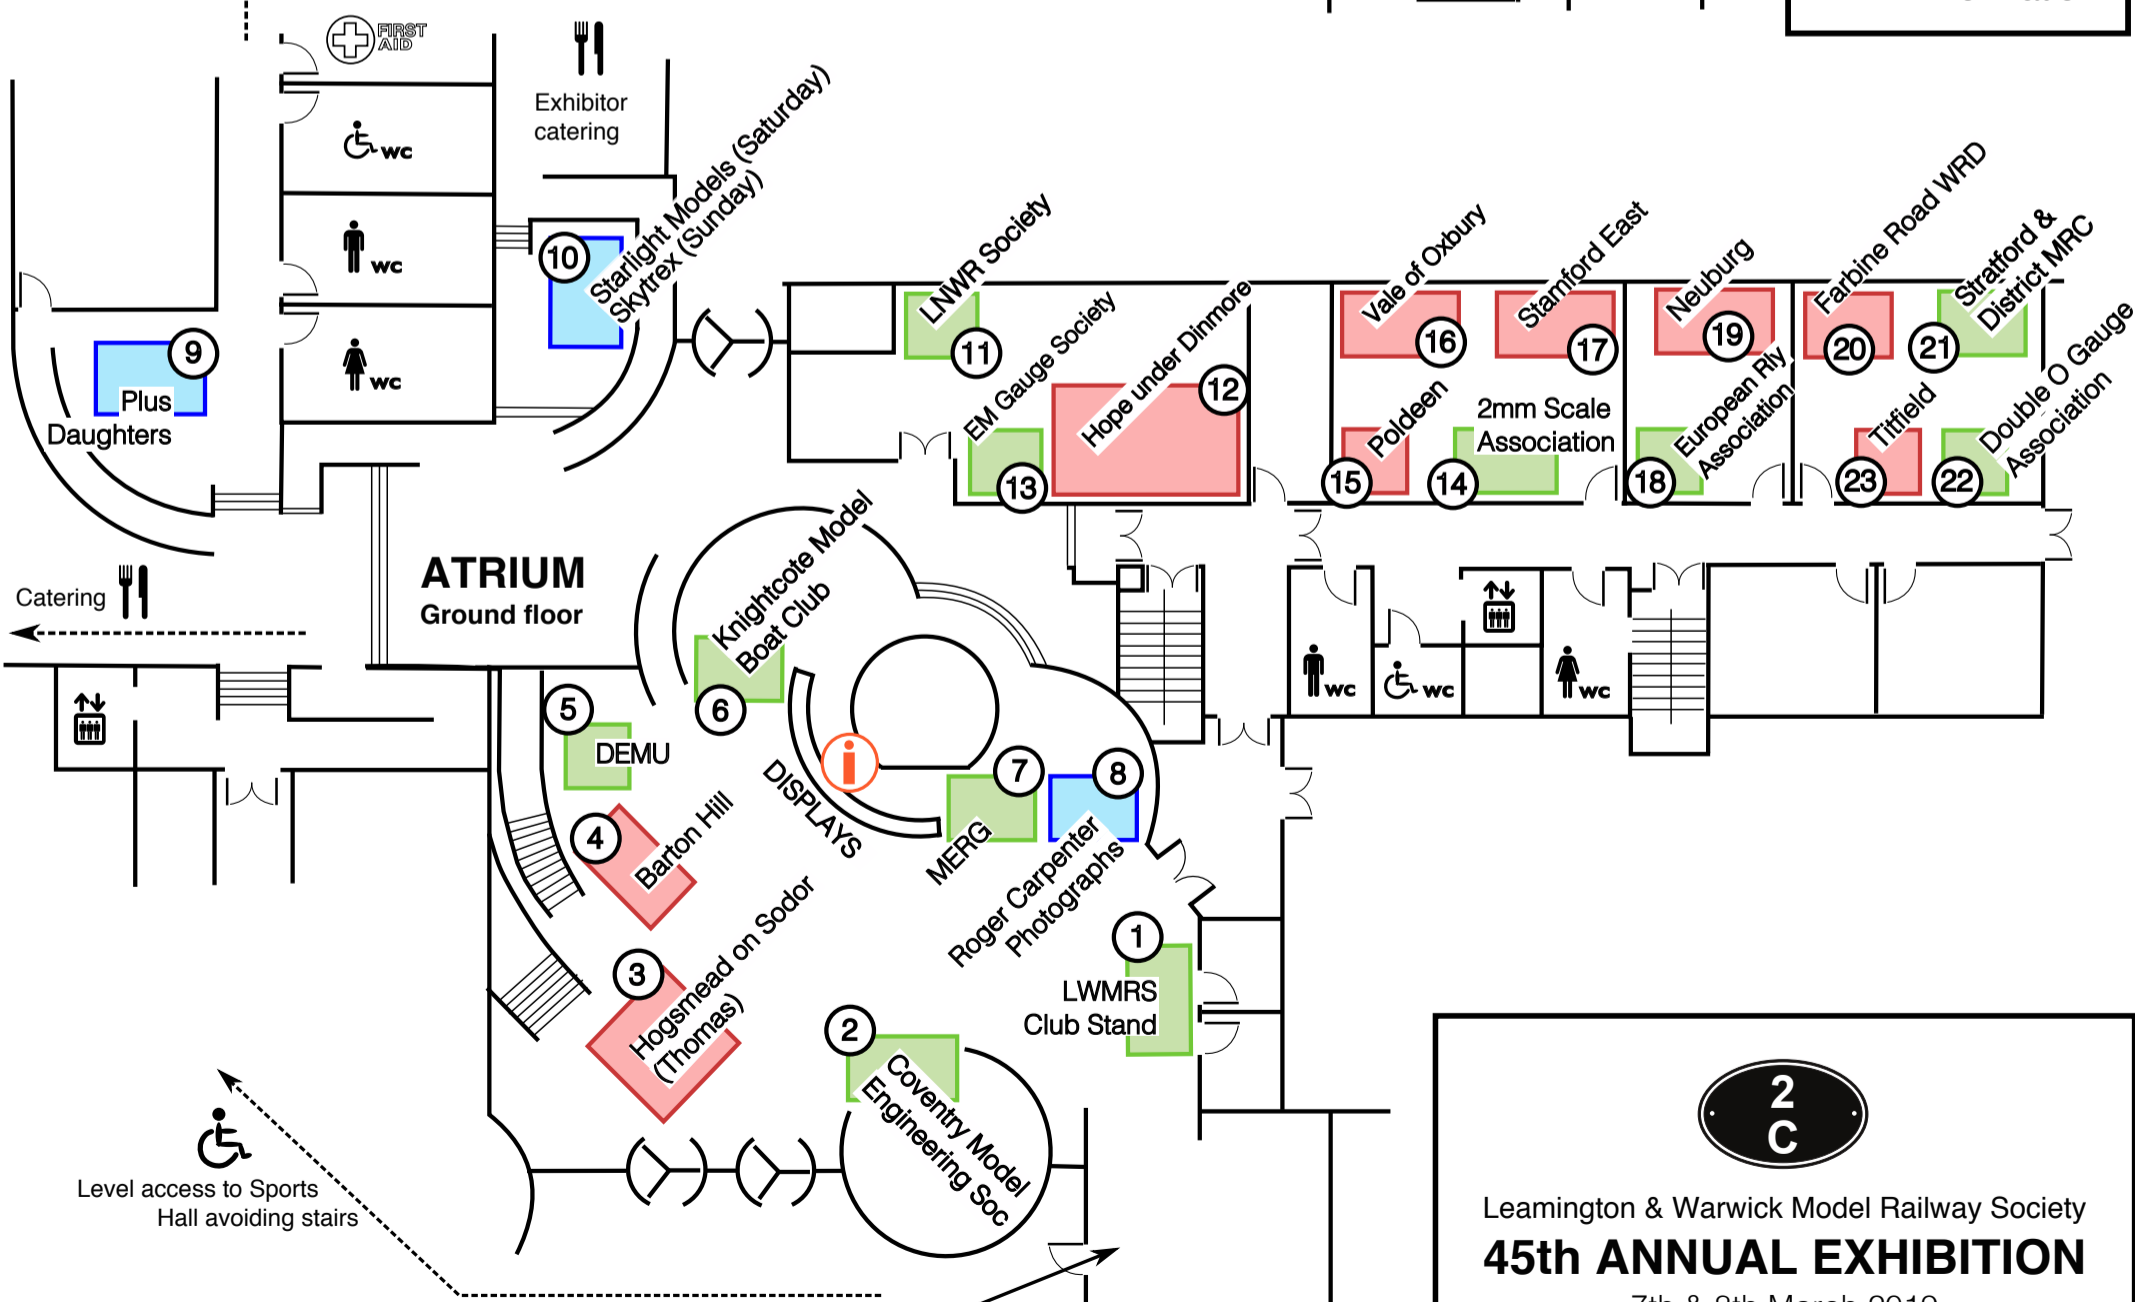 FIRST
AID
Exhibitor
catering
wc
wc
wc
10
Starlight Models (Saturday)
Skytrex (Sunday)
9
Plus
Daughters
LNWR Society
11
EM Gauge Society
13
Hope under Dinmore
12
Vale of Oxbury
16
Stamford East
17
Neuburg
19
Farbine Road WRD
20
Stratford &
District MRC
21
Poldeen
15
2mm Scale
Association
14
European Rly
Association
18
Titfield
23
Double O Gauge
Association
22
ATRIUM
Ground floor
Catering
Knightcote Model
Boat Club
6
5
DEMU
4
Barton Hill
DISPLAYS
i
7
MERG
8
Roger Carpenter
Photographs
wc
wc
wc
3
Hogsmead on Sodor
(Thomas)
1
LWMRS
Club Stand
2
Coventry Model
Engineering Soc
Level access to Sports
Hall avoiding stairs
2
C
Leamington & Warwick Model Railway Society
45th ANNUAL EXHIBITION